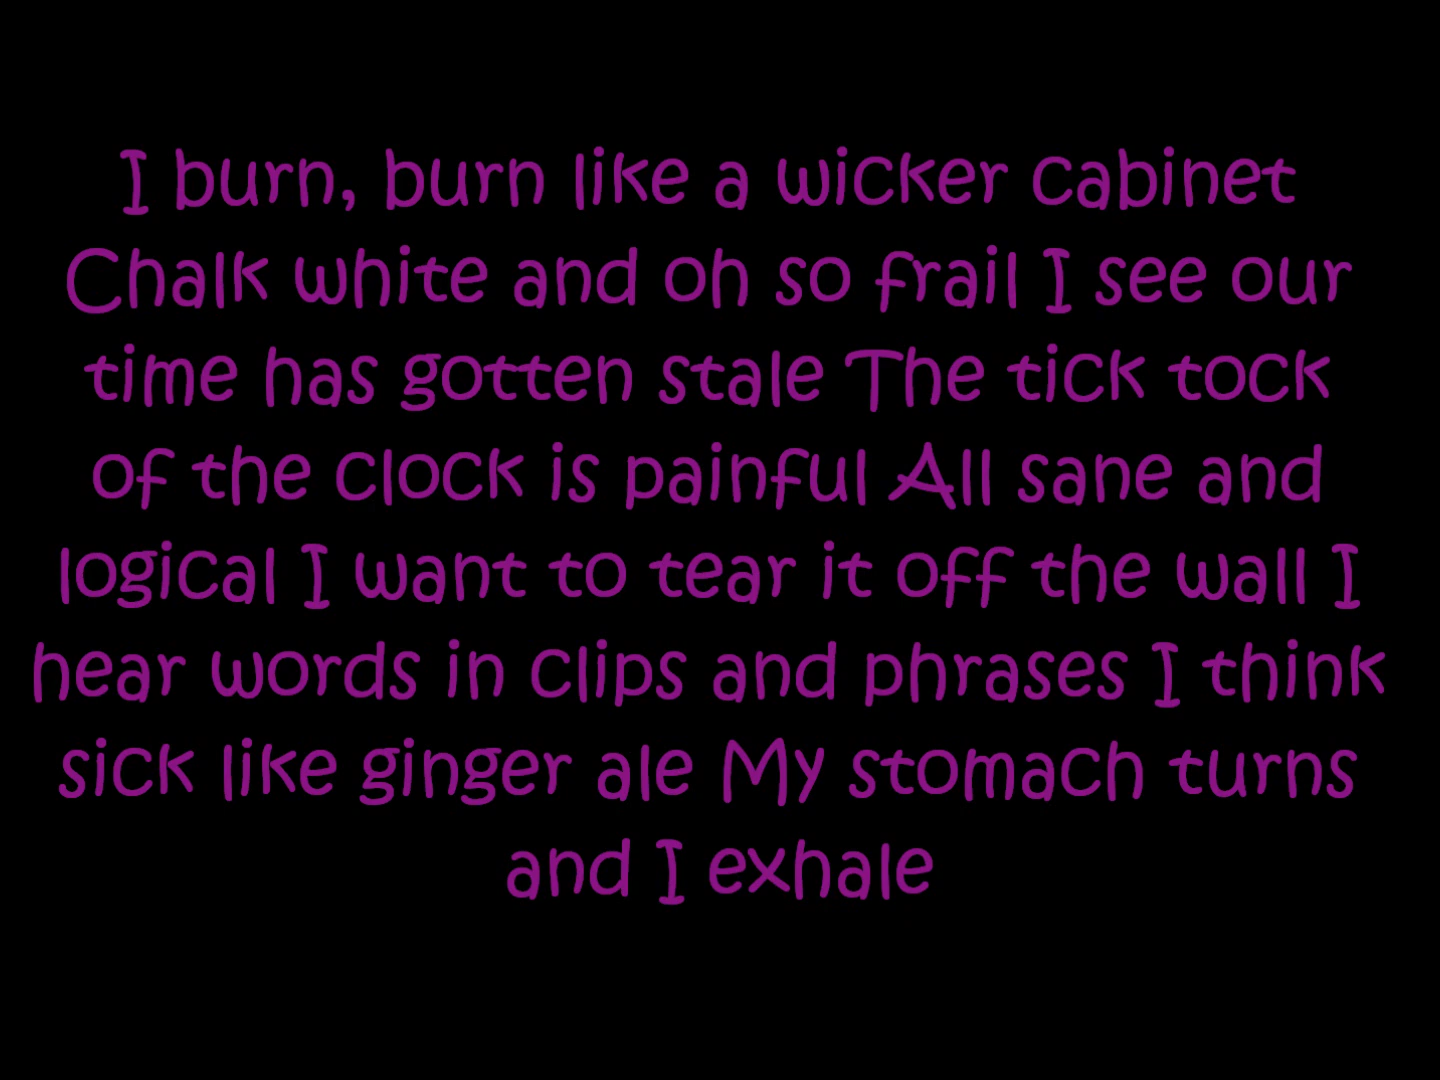 I burn, burn like a wicker cabinet
Chalk white and oh so frail I see our
time has gotten stale The tick tock
of the clock is painful All sane and
logical I want to tear it off the wall I
hear words in clips and phrases I think
sick like ginger ale My stomach turns
and I exhale